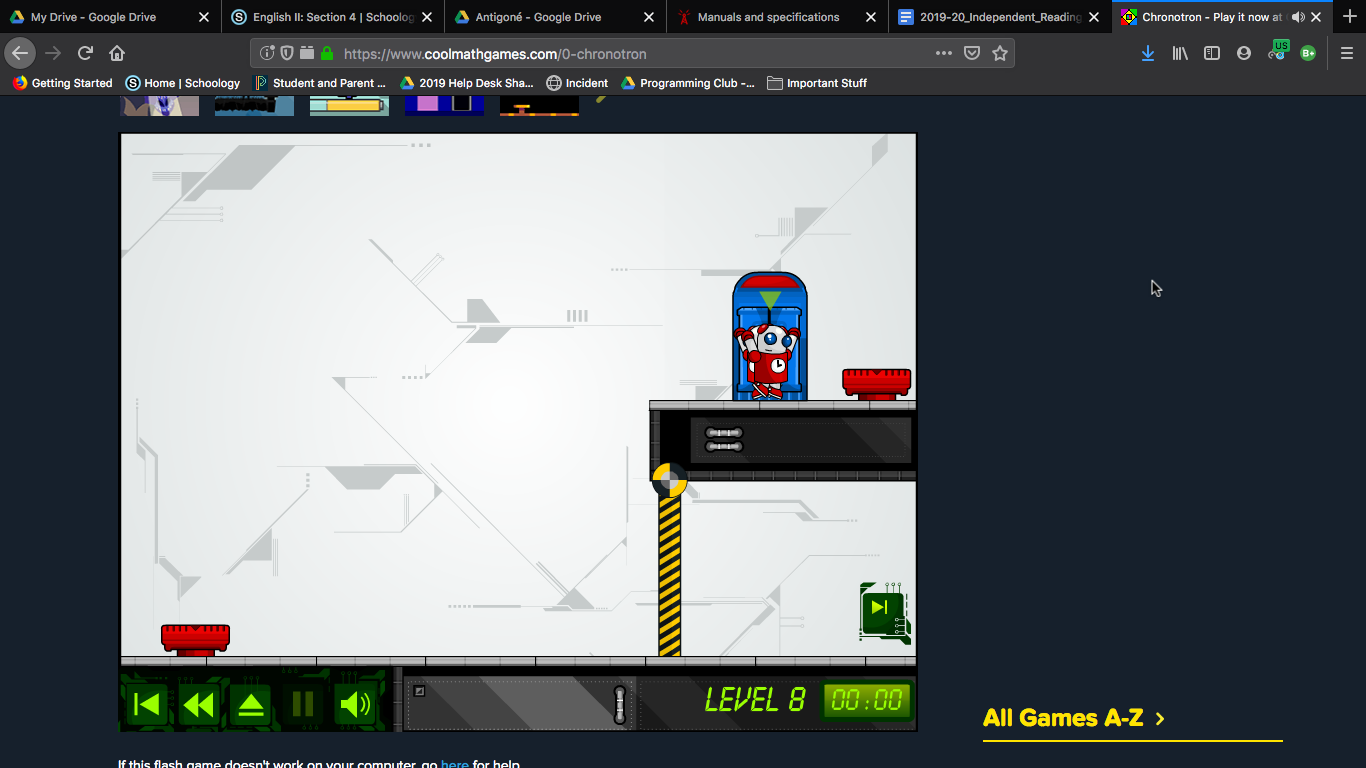 My Drive - Google Drive
English II: Section 4 | Schoolog
Antigoné - Google Drive
Manuals and specifications
2019-20_Independent_Reading
Chronotron - Play it now at
https://www.coolmathgames.com/0-chronotron
US
B+
Getting Started
Home | Schoology
Student and Parent ...
2019 Help Desk Sha...
Incident
Programming Club -...
Important Stuff
LEVEL 8
00:00
All Games A-Z
If this flash game doesn't work on your computer, go here for help.